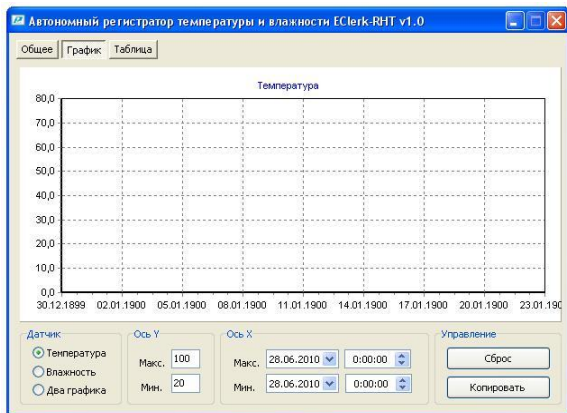 Автономный регистратор температуры и влажности EClerk-RHT v1.0
Общее График Таблица
Температура
80,0
70,0
60,0
50,0
40,0
30,0
20,0
10,0
0,0
30.12.1899 02.01.1900 05.01.1900 08.01.1900 11.01.1900 14.01.1900 17.01.1900 20.01.1900 23.01.190
Датчик Ось Y Ось X Управление
Температура Макс. 100 Макс. 28.06.2010 0:00:00 Сброс
Влажность
Два графика Мин. 20 Мин. 28.06.2010 0:00:00 Копировать